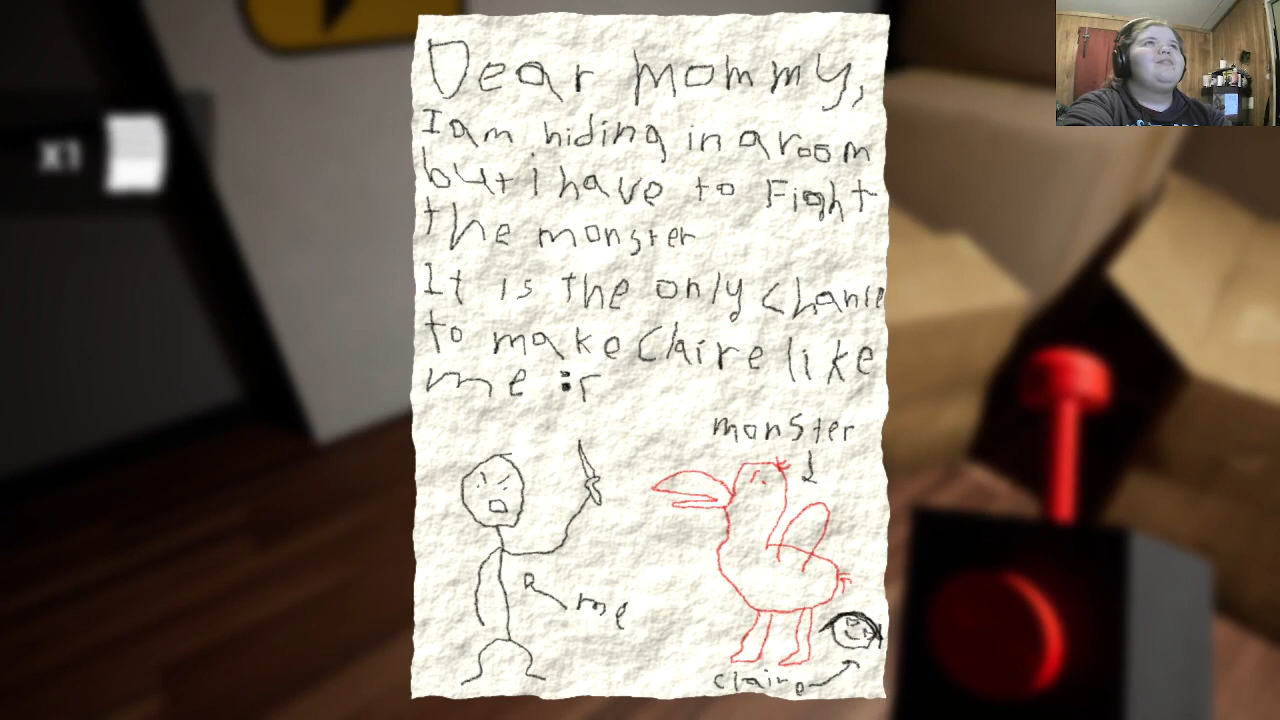 Dear Mommy,
I am hiding in a room
X1
but i have to Fight
the monster
It is the only chance
to make Claire like
me :r
monster
me
Claire